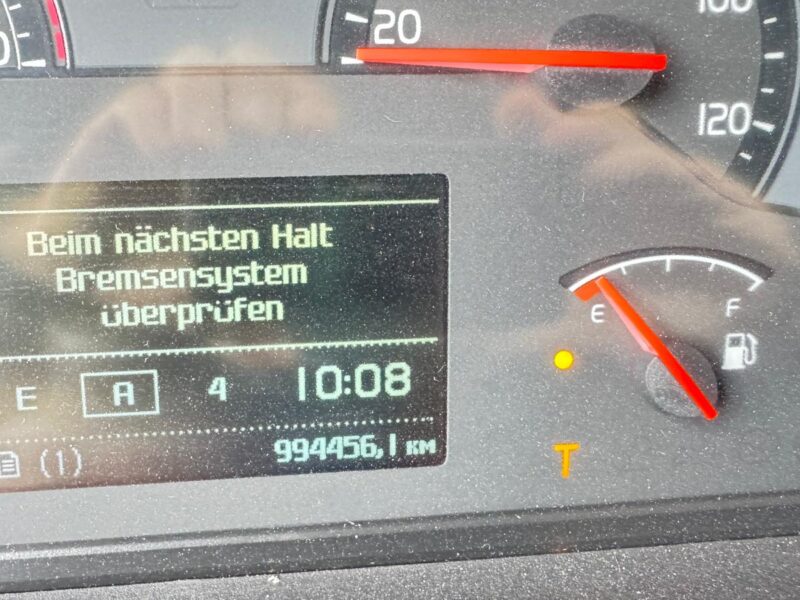 20
100
120
Beim nächsten Halt
Bremsensystem
überprüfen
E
F
E A 4 10:08
994456,1 KM
(1)
T